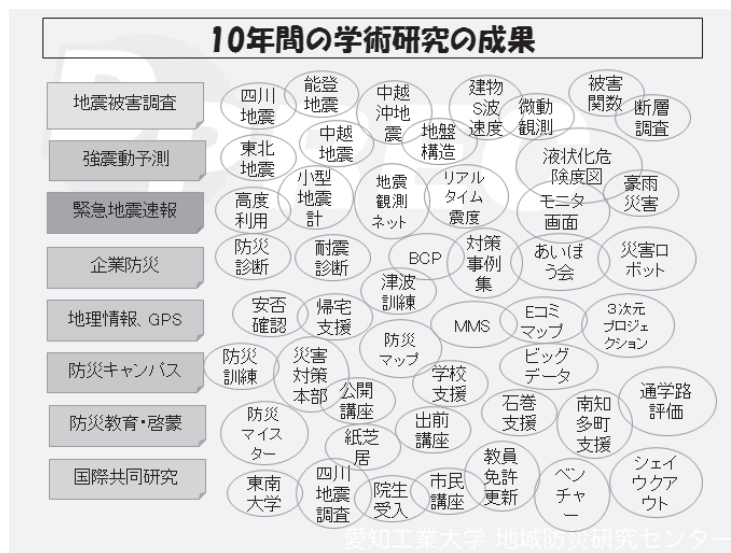 10年間の学術研究の成果
地震被害調査
四川
地震
能登
地震
中越
沖地
震
建物
S波
速度
微動
観測
被害
関数
断層
調査
強震動予測
東北
地震
中越
地震
地盤
構造
液状化危
険度図
緊急地震速報
高度
利用
小型
地震
計
地震
観測
ネット
リアル
タイム
震度
モニタ
画面
豪雨
災害
企業防災
防災
診断
耐震
診断
BCP
対策
事例
集
あいぼ
う会
災害ロ
ボット
津波
訓練
地理情報、GPS
安否
確認
帰宅
支援
防災
マップ
MMS
Eコミ
マップ
3次元
プロジェ
クション
防災キャンパス
防災
訓練
災害
対策
本部
学校
支援
ビッグ
データ
防災教育・啓蒙
防災
マイス
ター
公開
講座
紙芝
居
出前
講座
石巻
支援
南知
多町
支援
通学路
評価
国際共同研究
東南
大学
四川
地震
調査
院生
受入
市民
講座
教員
免許
更新
ベン
チャ
ー
シェイ
クアウ
ト
愛知工業大学 地域防災研究センター